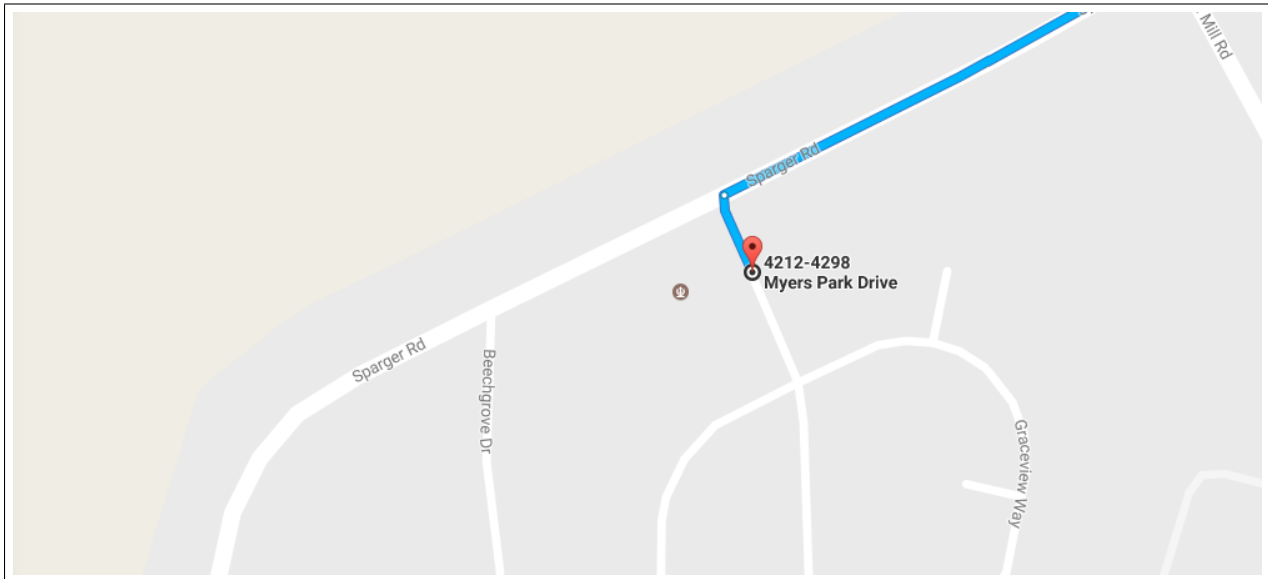 Mill Rd
Sparger Rd
4212-4298
Myers Park Drive
Sparger Rd
Beechgrove Dr
Graceview Way